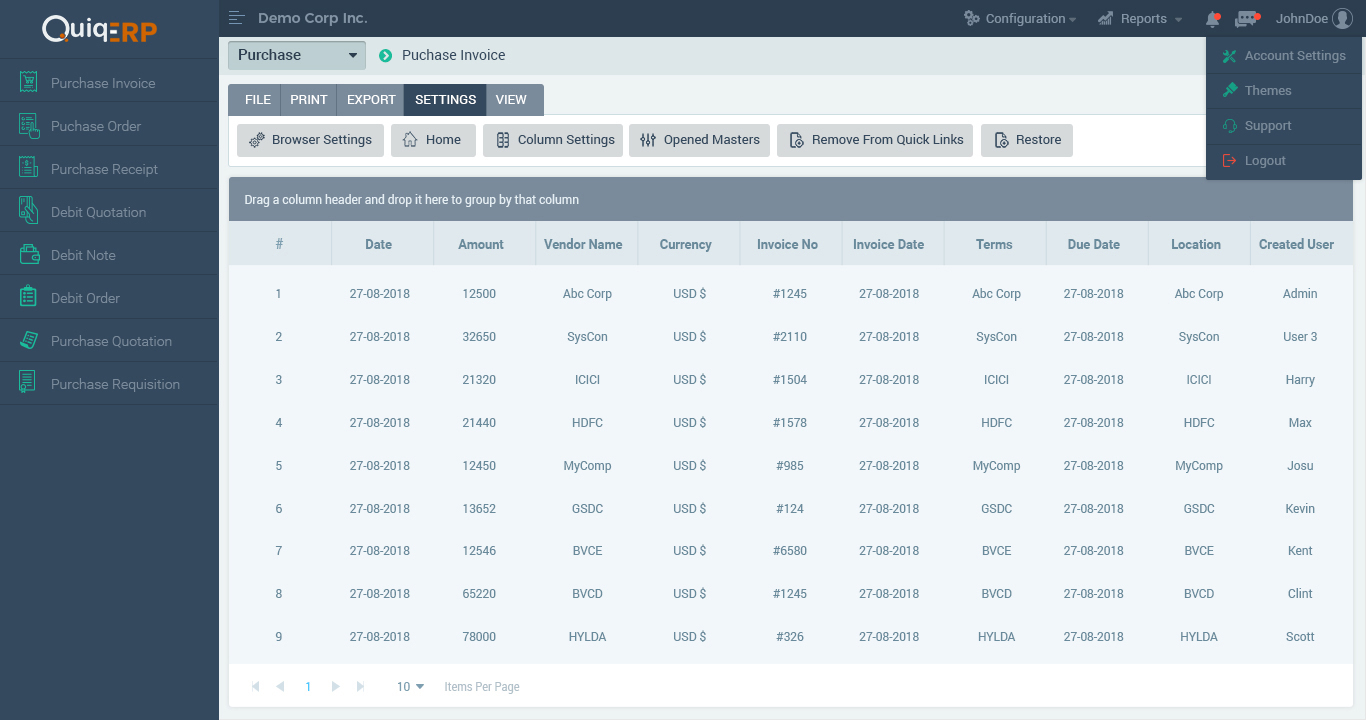 QuiqERP
Demo Corp Inc.
Configuration Reports JohnDoe
Purchase Puchase Invoice
Account Settings
Themes
Support
Logout
Purchase Invoice
Puchase Order
Purchase Receipt
Debit Quotation
Debit Note
Debit Order
Purchase Quotation
Purchase Requisition
FILE PRINT EXPORT SETTINGS VIEW
Browser Settings Home Column Settings Opened Masters Remove From Quick Links Restore
Drag a column header and drop it here to group by that column
# Date Amount Vendor Name Currency Invoice No Invoice Date Terms Due Date Location Created User
1 27-08-2018 12500 Abc Corp USD $ #1245 27-08-2018 Abc Corp 27-08-2018 Abc Corp Admin
2 27-08-2018 32650 SysCon USD $ #2110 27-08-2018 SysCon 27-08-2018 SysCon User 3
3 27-08-2018 21320 ICICI USD $ #1504 27-08-2018 ICICI 27-08-2018 ICICI Harry
4 27-08-2018 21440 HDFC USD $ #1578 27-08-2018 HDFC 27-08-2018 HDFC Max
5 27-08-2018 12450 MyComp USD $ #985 27-08-2018 MyComp 27-08-2018 MyComp Josu
6 27-08-2018 13652 GSDC USD $ #124 27-08-2018 GSDC 27-08-2018 GSDC Kevin
7 27-08-2018 12546 BVCE USD $ #6580 27-08-2018 BVCE 27-08-2018 BVCE Kent
8 27-08-2018 65220 BVCD USD $ #1245 27-08-2018 BVCD 27-08-2018 BVCD Clint
9 27-08-2018 78000 HYLDA USD $ #326 27-08-2018 HYLDA 27-08-2018 HYLDA Scott
1 10 Items Per Page